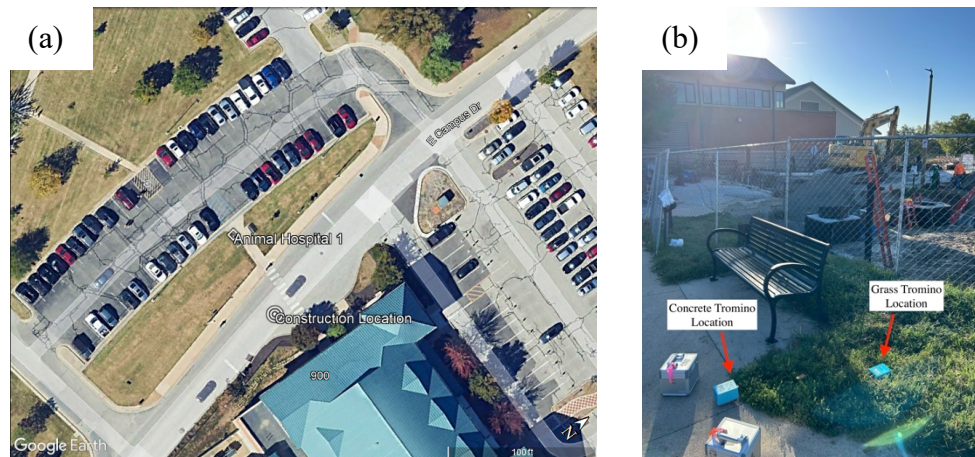 (a)
E Campus Dr
Animal Hospital 1
Construction Location
900
Google Earth
N
100 ft
(b)
Grass Tromino
Location
Concrete Tromino
Location